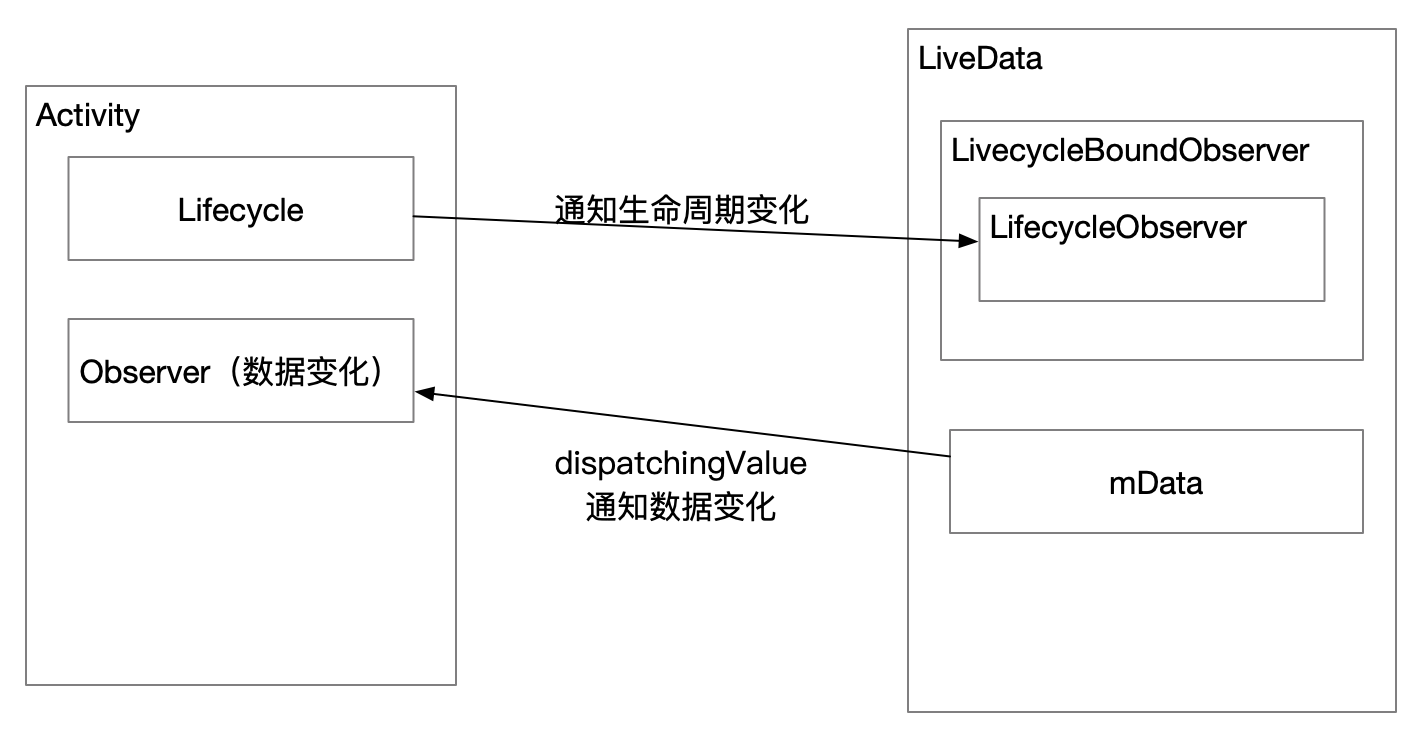 Activity
Lifecycle
Observer（数据变化）
通知生命周期变化
dispatchingValue
通知数据变化
LiveData
LivecycleBoundObserver
LifecycleObserver
mData